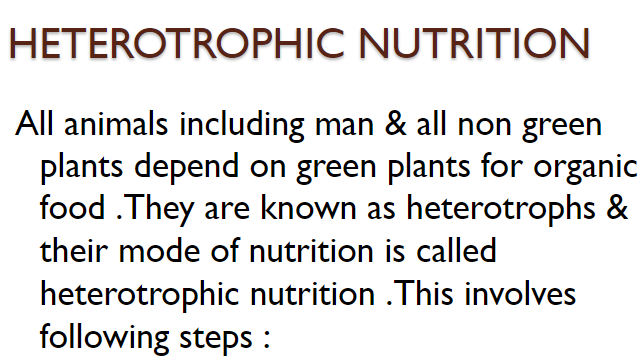 HETEROTROPHIC NUTRITION
All animals including man & all non green
plants depend on green plants for organic
food .They are known as heterotrophs &
their mode of nutrition is called
heterotrophic nutrition .This involves
following steps :